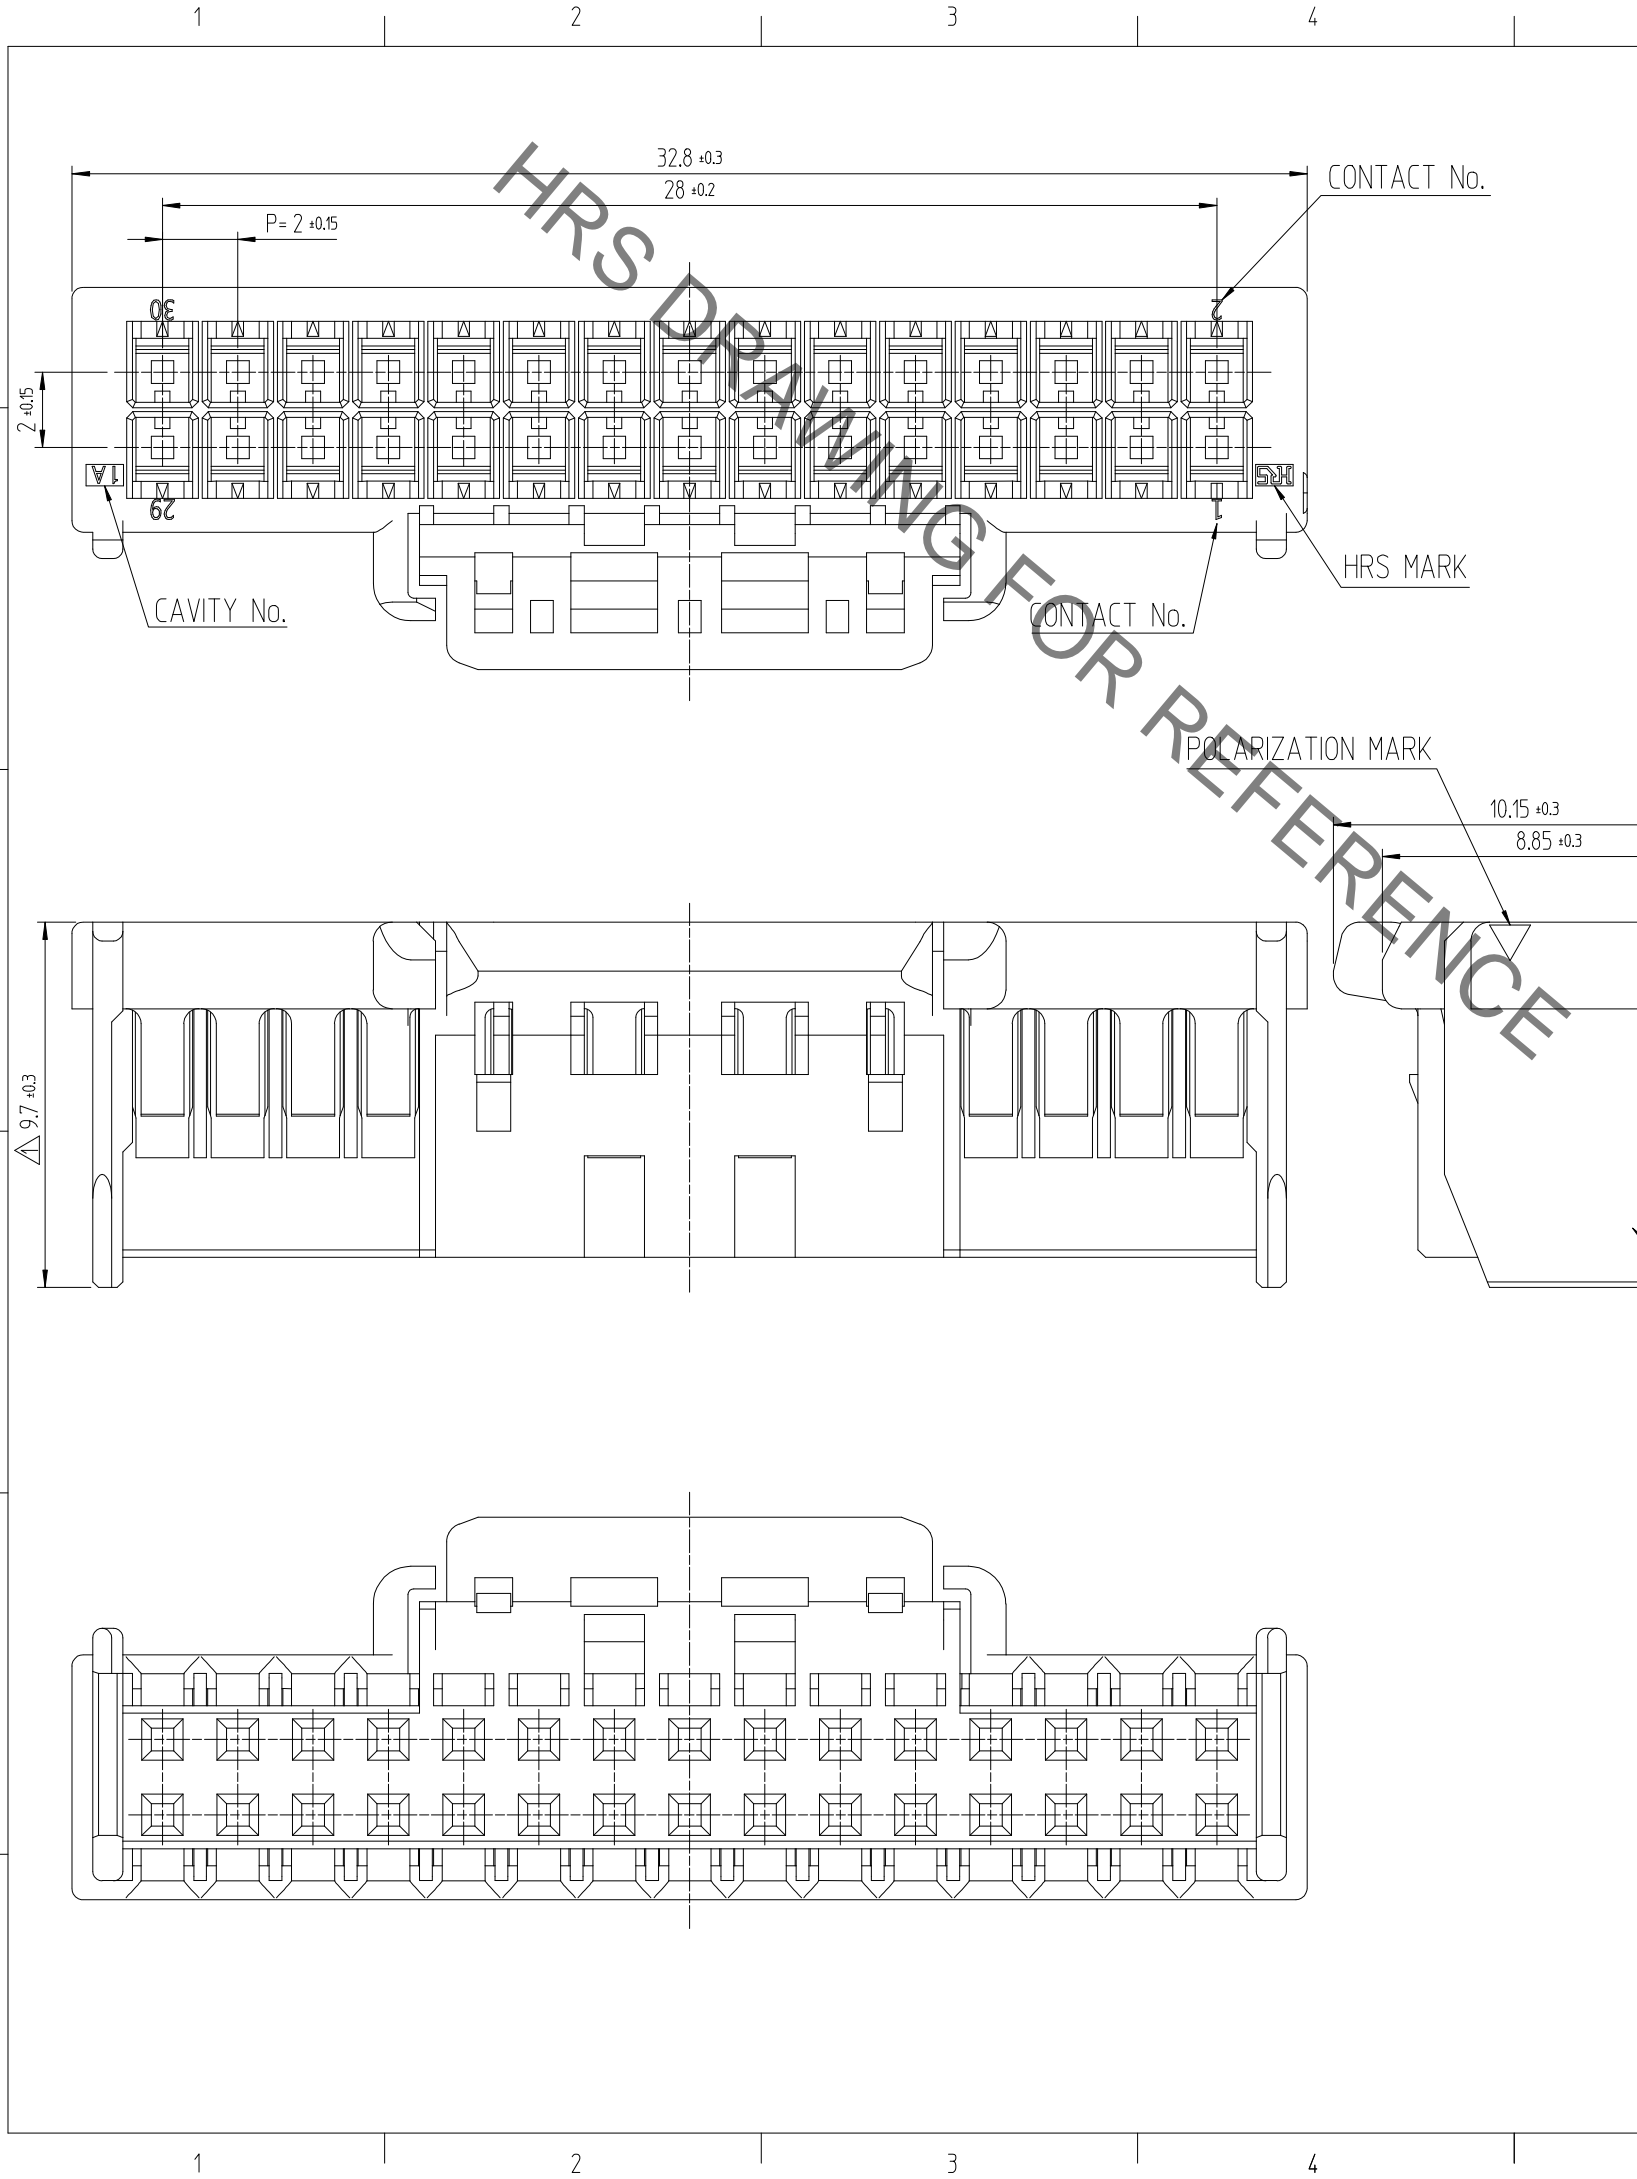 1 2 3 4
32.8 ±0.3
28 ±0.2
P= 2 ±0.15
CONTACT No.
30
2
2 ±0.15
1A
HRS
29
1
CAVITY No.
CONTACT No.
HRS MARK
HRS DRAWING FOR REFERENCE
POLARIZATION MARK
10.15 ±0.3
8.85 ±0.3
1 9.7 ±0.3
1 2 3 4